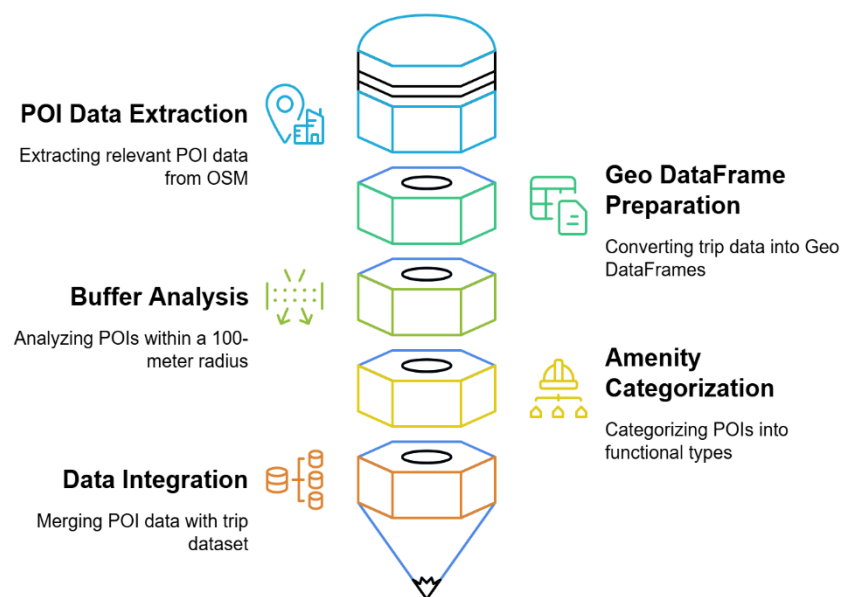 POI Data Extraction
Extracting relevant POI data
from OSM
Geo DataFrame
Preparation
Converting trip data into Geo
DataFrames
Buffer Analysis
Analyzing POIs within a 100-
meter radius
Amenity
Categorization
Categorizing POIs into
functional types
Data Integration
Merging POI data with trip
dataset